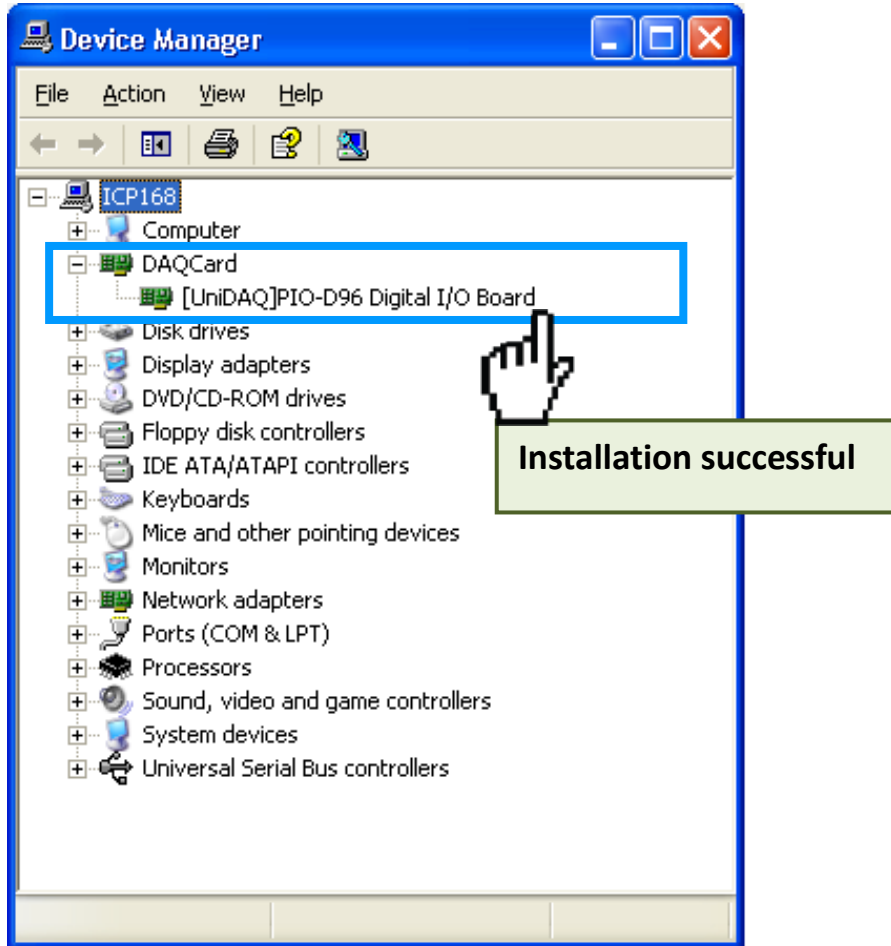 Device Manager
File Action View Help
ICP168
Computer
DAQCard
[UniDAQ]PIO-D96 Digital I/O Board
Disk drives
Display adapters
DVD/CD-ROM drives
Floppy disk controllers
IDE ATA/ATAPI controllers
Installation successful
Keyboards
Mice and other pointing devices
Monitors
Network adapters
Ports (COM & LPT)
Processors
Sound, video and game controllers
System devices
Universal Serial Bus controllers